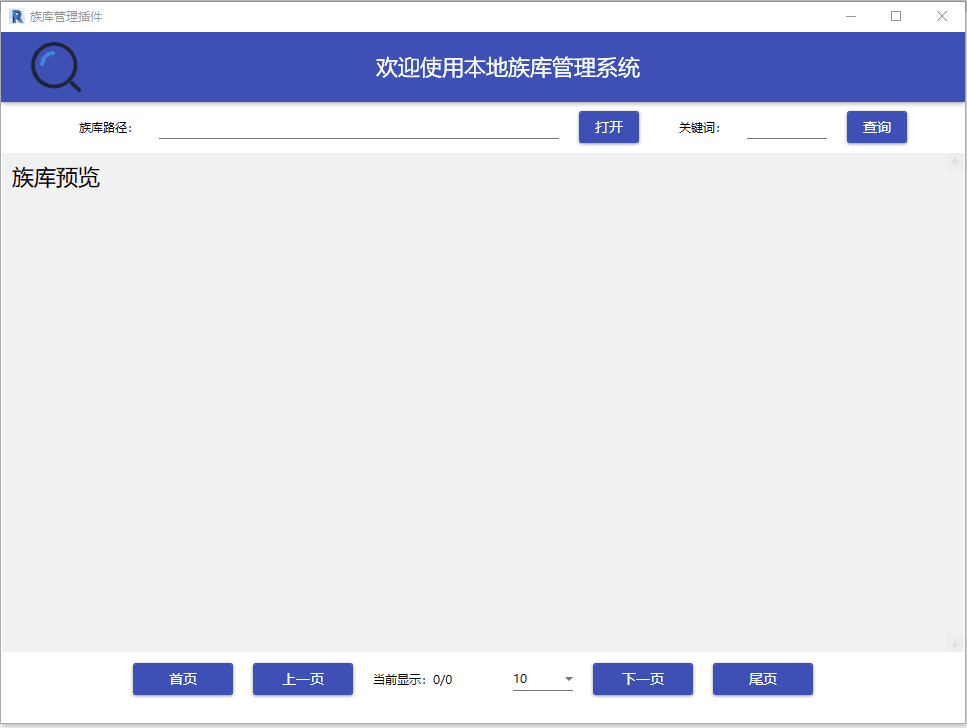 族库管理插件
欢迎使用本地族库管理系统
族库路径： 打开 关键词： 查询
族库预览
首页 上一页 当前显示：0/0 10 下一页 尾页